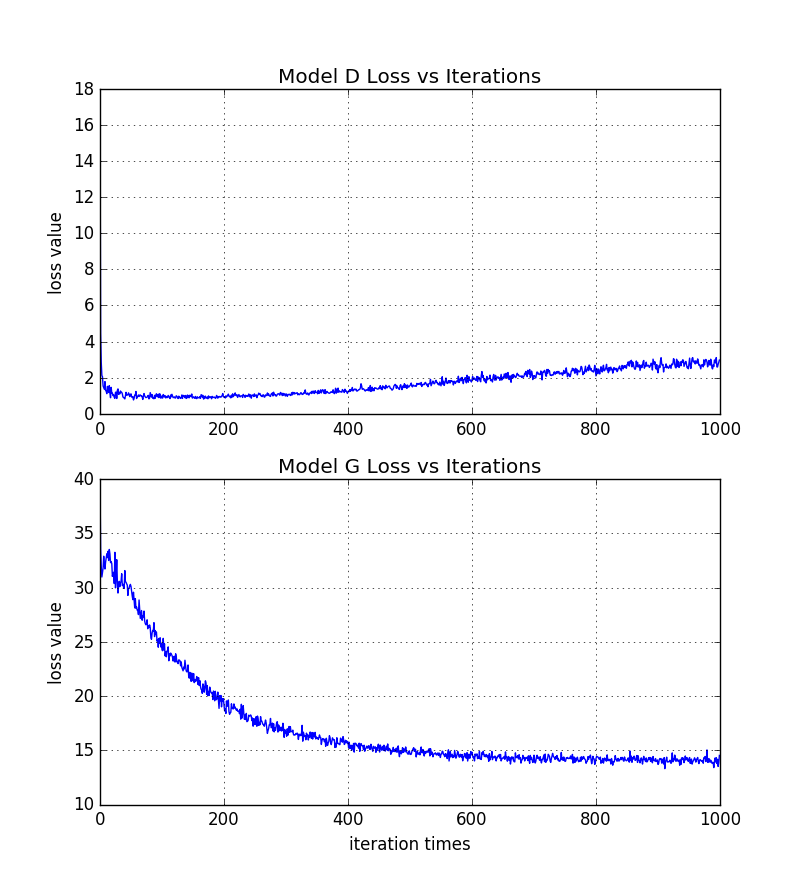 Model D Loss vs Iterations
18
16
14
12
10
8
6
4
2
0
loss value
0 200 400 600 800 1000
Model G Loss vs Iterations
40
35
30
25
20
15
10
loss value
0 200 400 600 800 1000
iteration times